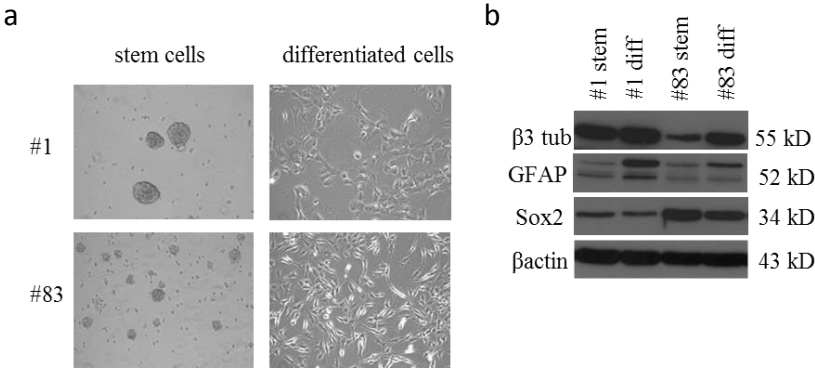 a
stem cells
differentiated cells
#1
#83
b
#1 stem
#1 diff
#83 stem
#83 diff
β3 tub
55 kD
GFAP
52 kD
Sox2
34 kD
βactin
43 kD